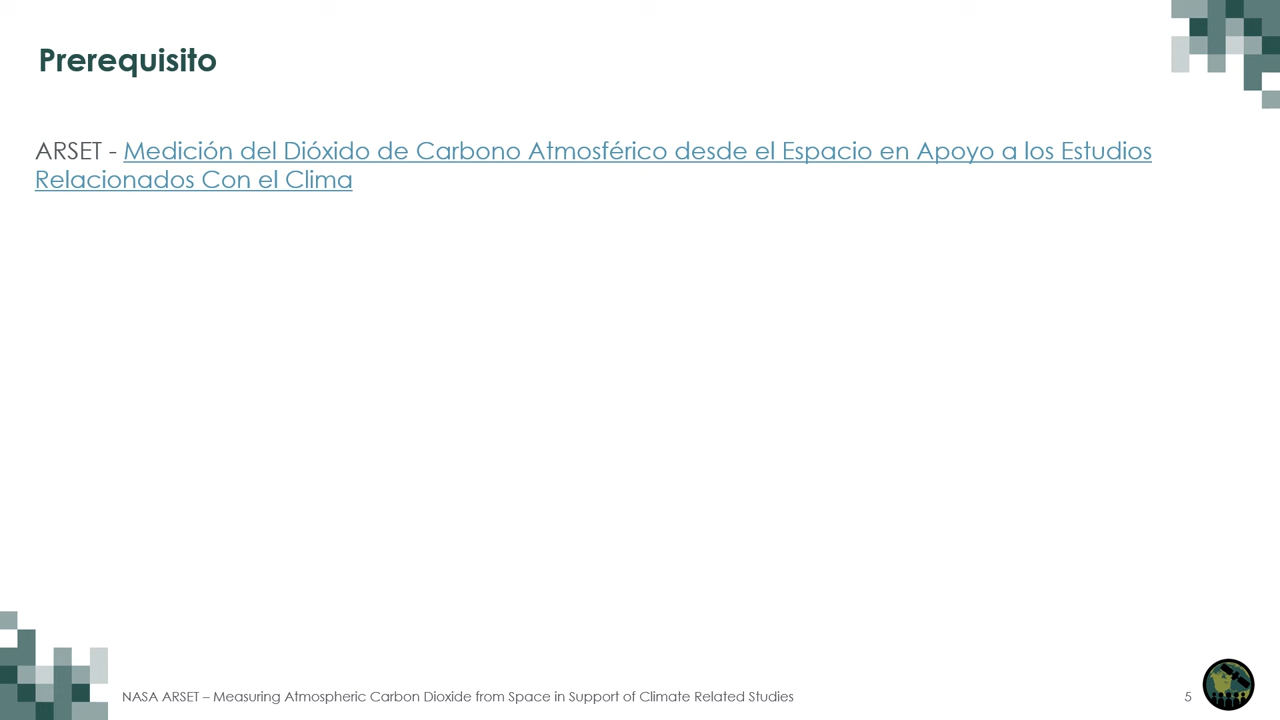 Prerequisito
ARSET - Medición del Dióxido de Carbono Atmosférico desde el Espacio en Apoyo a los Estudios
Relacionados Con el Clima
NASA ARSET – Measuring Atmospheric Carbon Dioxide from Space in Support of Climate Related Studies
5